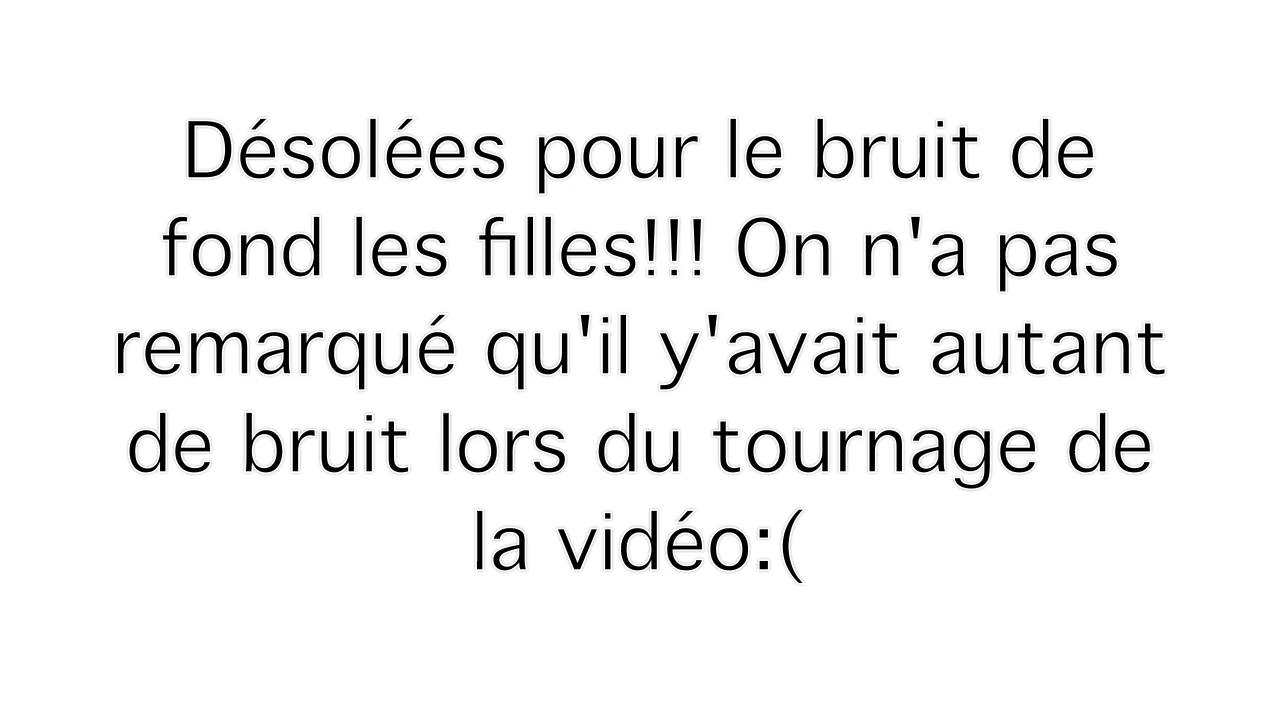 Désolées pour le bruit de
fond les filles!!! On n'a pas
remarqué qu'il y'avait autant
de bruit lors du tournage de
la vidéo:(